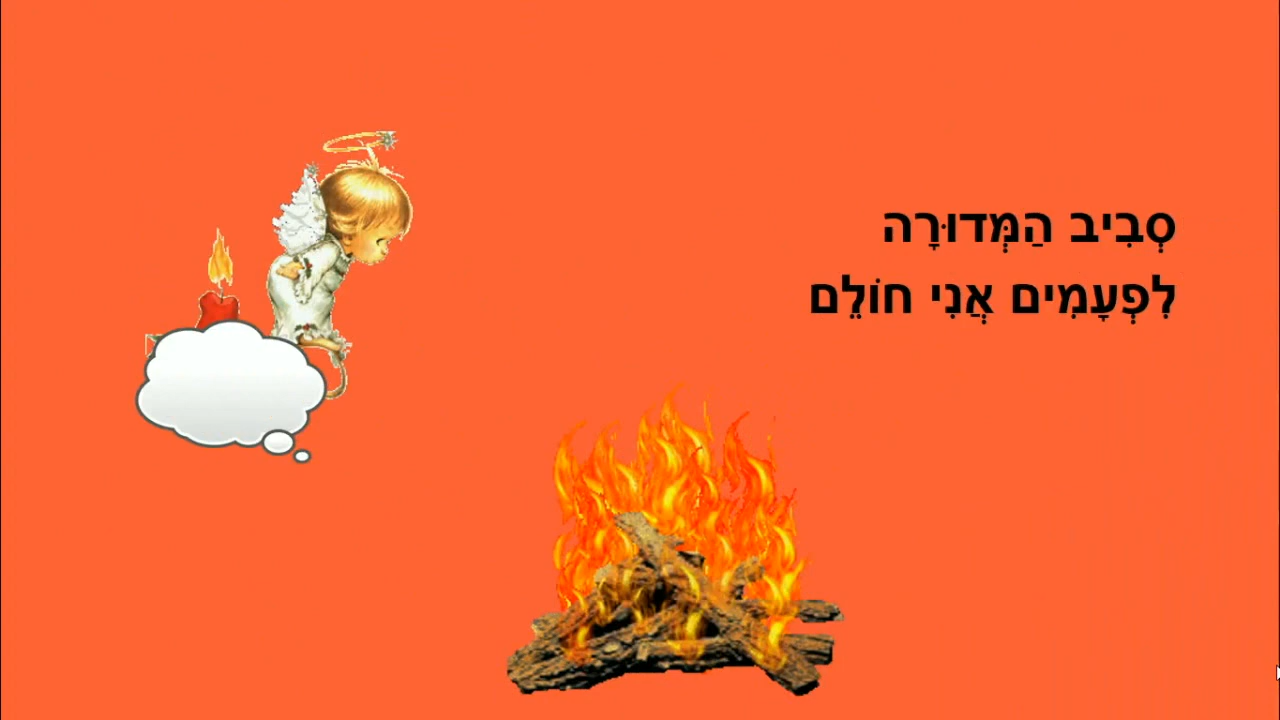 סְבִיב הַמְּדוּרָה
לִפְעָמִים אֲנִי חוֹלֵם